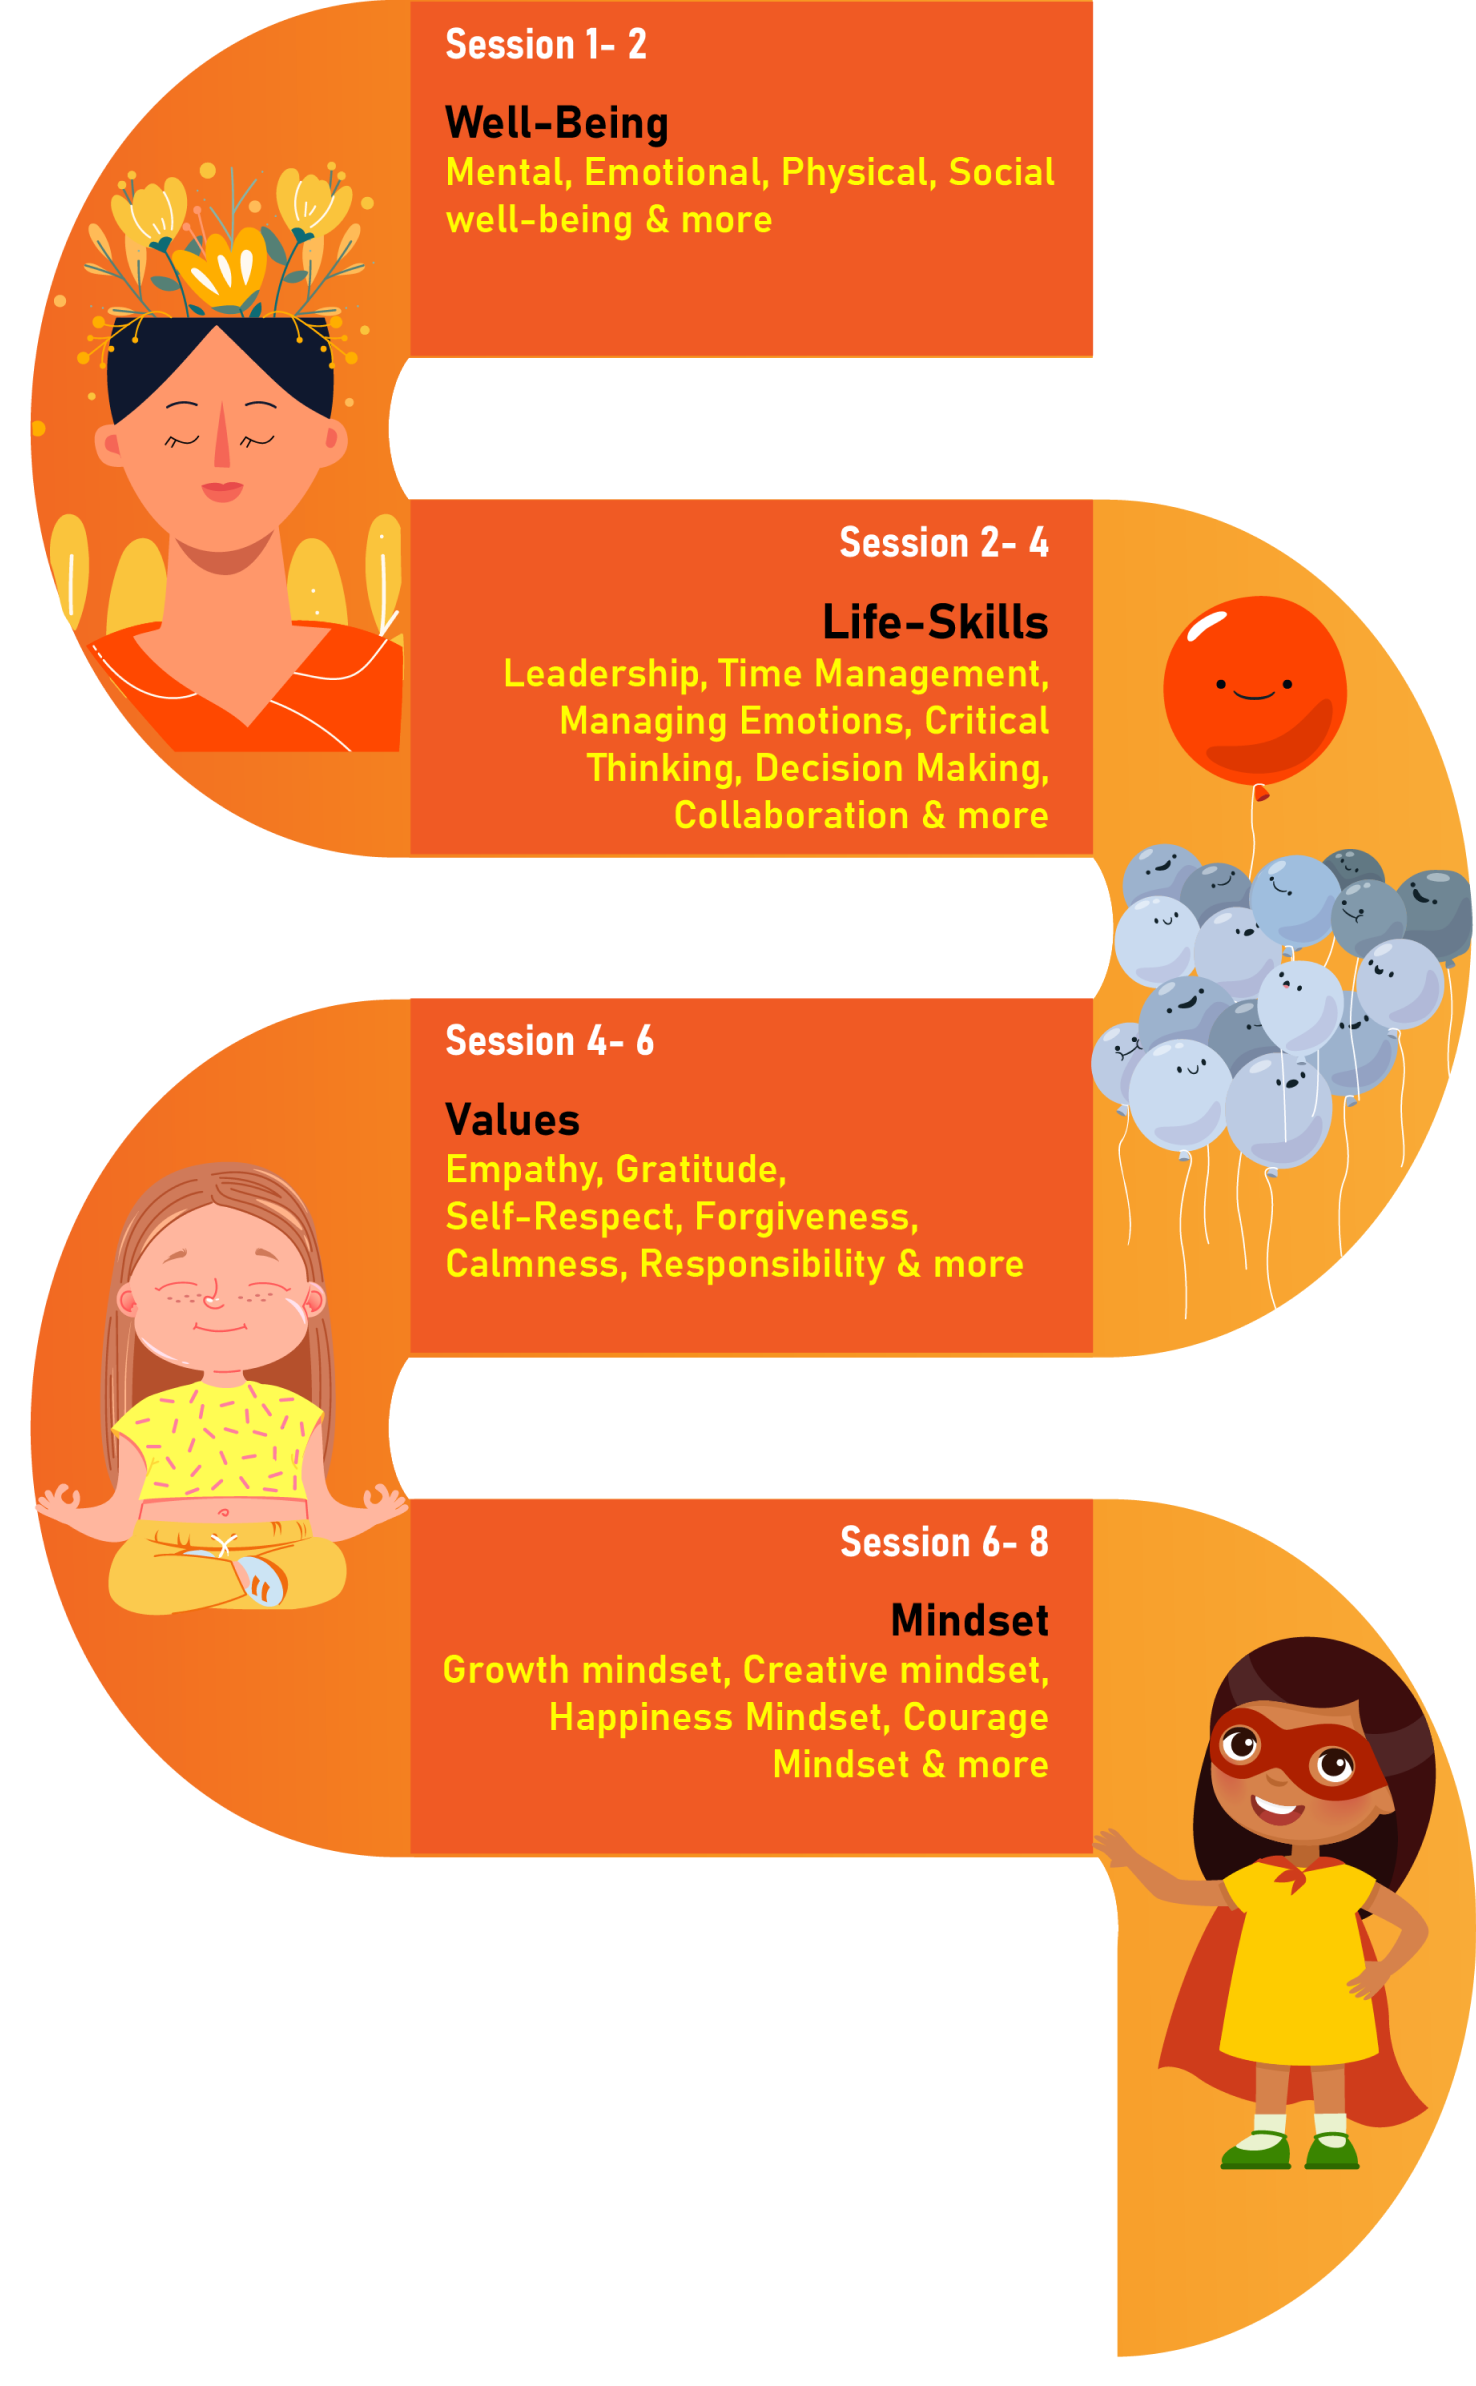 Session 1- 2
Well-Being
Mental, Emotional, Physical, Social
well-being & more
Session 2- 4
Life-Skills
Leadership, Time Management,
Managing Emotions, Critical
Thinking, Decision Making,
Collaboration & more
Session 4- 6
Values
Empathy, Gratitude,
Self-Respect, Forgiveness,
Calmness, Responsibility & more
Session 6- 8
Mindset
Growth mindset, Creative mindset,
Happiness Mindset, Courage
Mindset & more